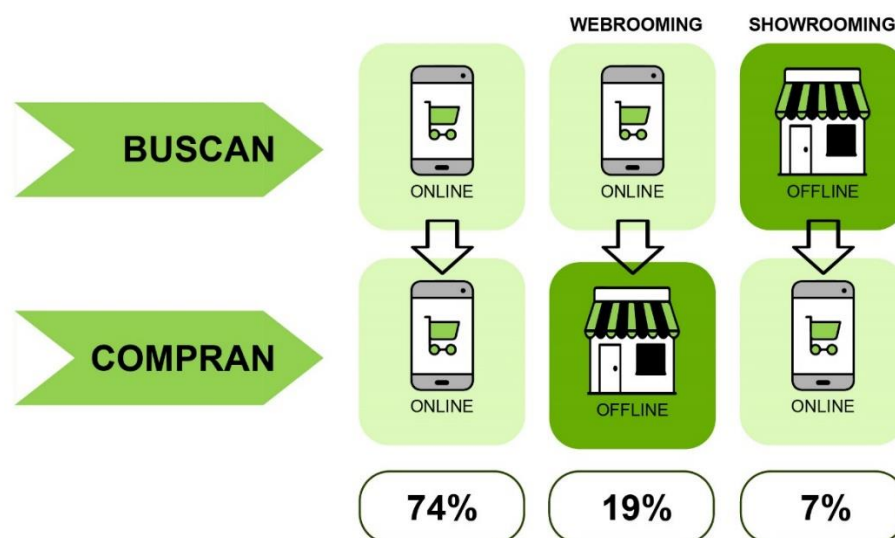 WEBROOMING SHOWROOMING
BUSCAN
ONLINE ONLINE OFFLINE
COMPRAN
ONLINE OFFLINE ONLINE
74% 19% 7%